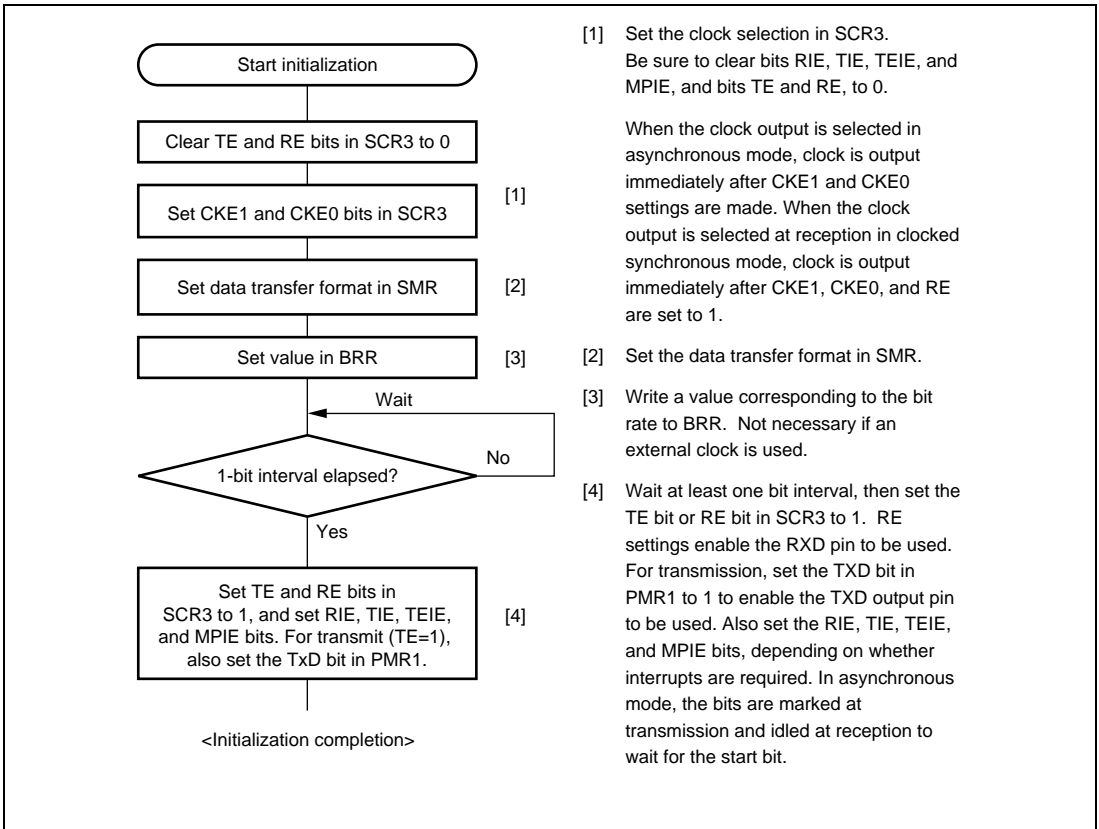 Start initialization
Clear TE and RE bits in SCR3 to 0
Set CKE1 and CKE0 bits in SCR3
[1]
Set data transfer format in SMR
[2]
Set value in BRR
[3]
Wait
1-bit interval elapsed?
No
Yes
Set TE and RE bits in
SCR3 to 1, and set RIE, TIE, TEIE,
and MPIE bits. For transmit (TE=1),
also set the TxD bit in PMR1.
[4]
<Initialization completion>
[1] Set the clock selection in SCR3.
Be sure to clear bits RIE, TIE, TEIE, and
MPIE, and bits TE and RE, to 0.
When the clock output is selected in
asynchronous mode, clock is output
immediately after CKE1 and CKE0
settings are made. When the clock
output is selected at reception in clocked
synchronous mode, clock is output
immediately after CKE1, CKE0, and RE
are set to 1.
[2] Set the data transfer format in SMR.
[3] Write a value corresponding to the bit
rate to BRR. Not necessary if an
external clock is used.
[4] Wait at least one bit interval, then set the
TE bit or RE bit in SCR3 to 1. RE
settings enable the RXD pin to be used.
For transmission, set the TXD bit in
PMR1 to 1 to enable the TXD output pin
to be used. Also set the RIE, TIE, TEIE,
and MPIE bits, depending on whether
interrupts are required. In asynchronous
mode, the bits are marked at
transmission and idled at reception to
wait for the start bit.